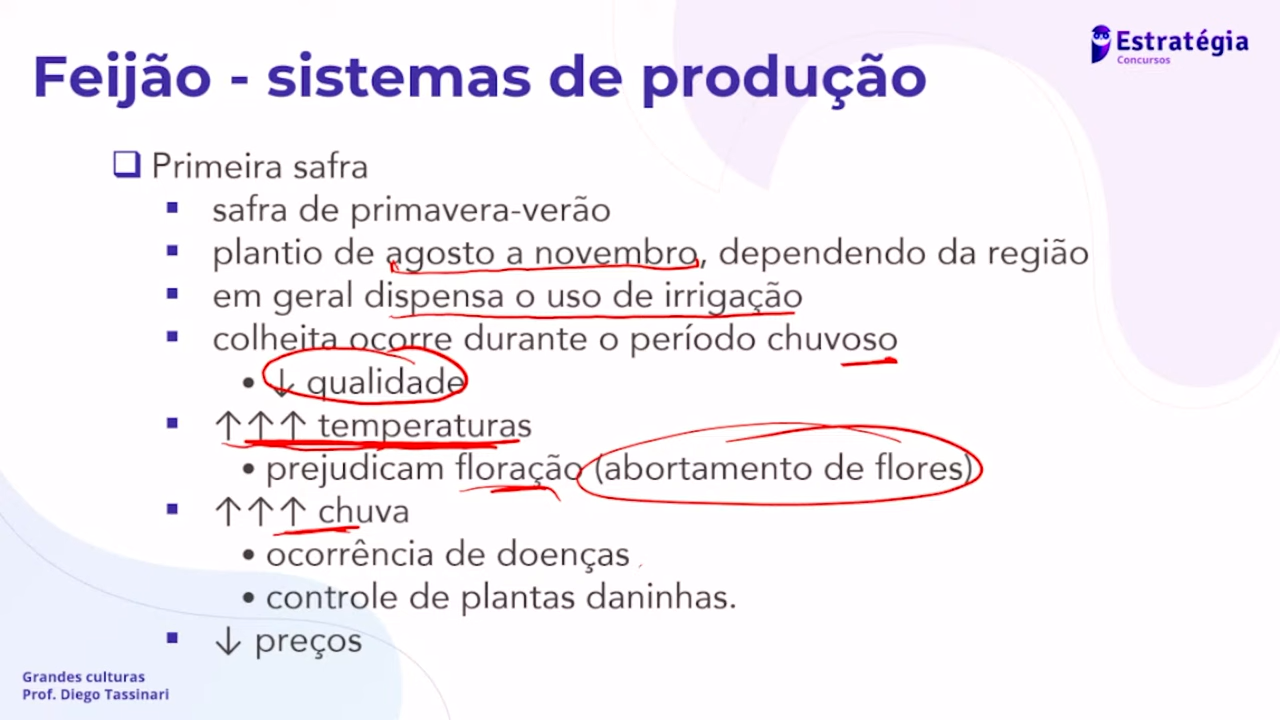 Estratégia
Concursos
Feijão - sistemas de produção
❑ Primeira safra
▪ safra de primavera-verão
▪ plantio de agosto a novembro, dependendo da região
▪ em geral dispensa o uso de irrigação
▪ colheita ocorre durante o período chuvoso
• ↓ qualidade
▪ ↑↑↑ temperaturas
• prejudicam floração (abortamento de flores)
▪ ↑↑↑ chuva
• ocorrência de doenças
• controle de plantas daninhas.
▪ ↓ preços
Grandes culturas
Prof. Diego Tassinari